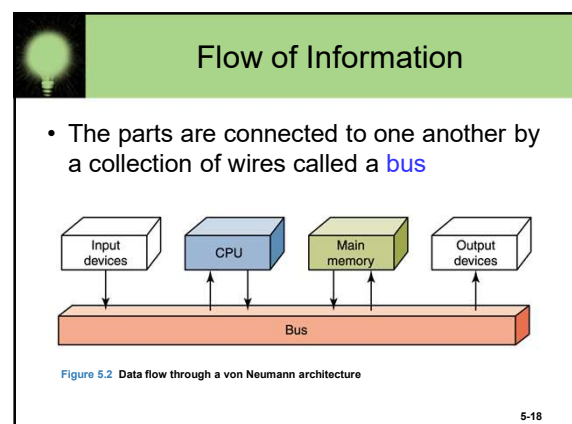 Flow of Information
• The parts are connected to one another by
a collection of wires called a bus
Input
devices
CPU
Main
memory
Output
devices
Bus
Figure 5.2 Data flow through a von Neumann architecture
5-18